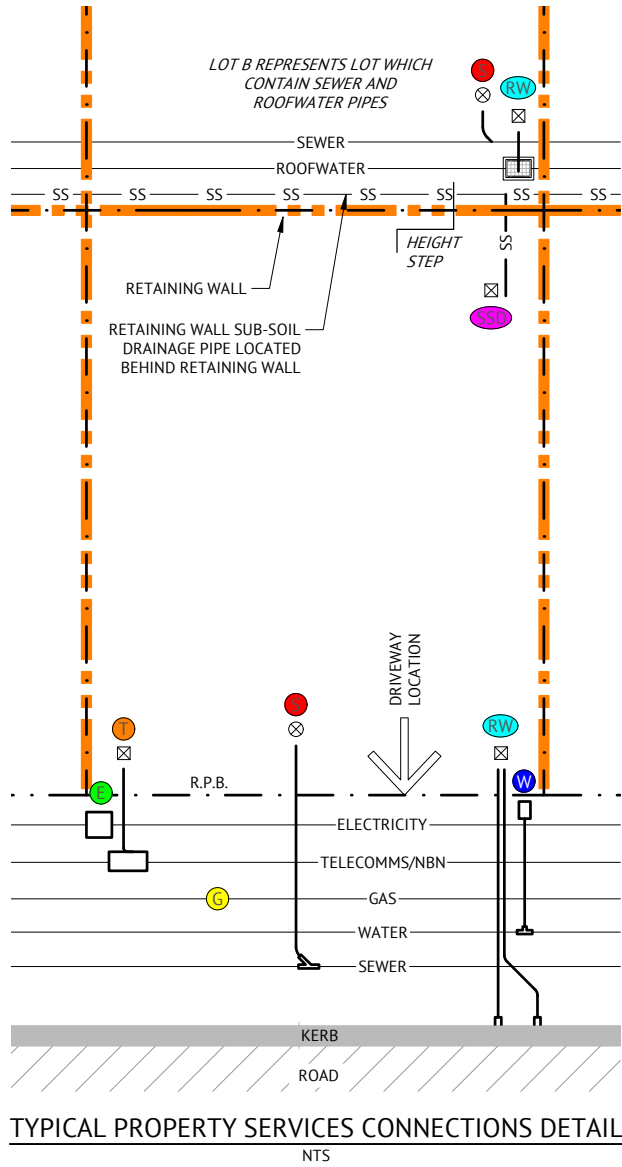 LOT B REPRESENTS LOT WHICH
CONTAIN SEWER AND
ROOFWATER PIPES
S
RW
SEWER
ROOFWATER
SS SS SS SS SS SS SS SS
HEIGHT
STEP
SS
RETAINING WALL
SSD
RETAINING WALL SUB-SOIL
DRAINAGE PIPE LOCATED
BEHIND RETAINING WALL
DRIVEWAY
LOCATION
T
S
RW
E
R.P.B.
W
ELECTRICITY
TELECOMMS/NBN
G
GAS
WATER
SEWER
KERB
ROAD
TYPICAL PROPERTY SERVICES CONNECTIONS DETAIL
NTS